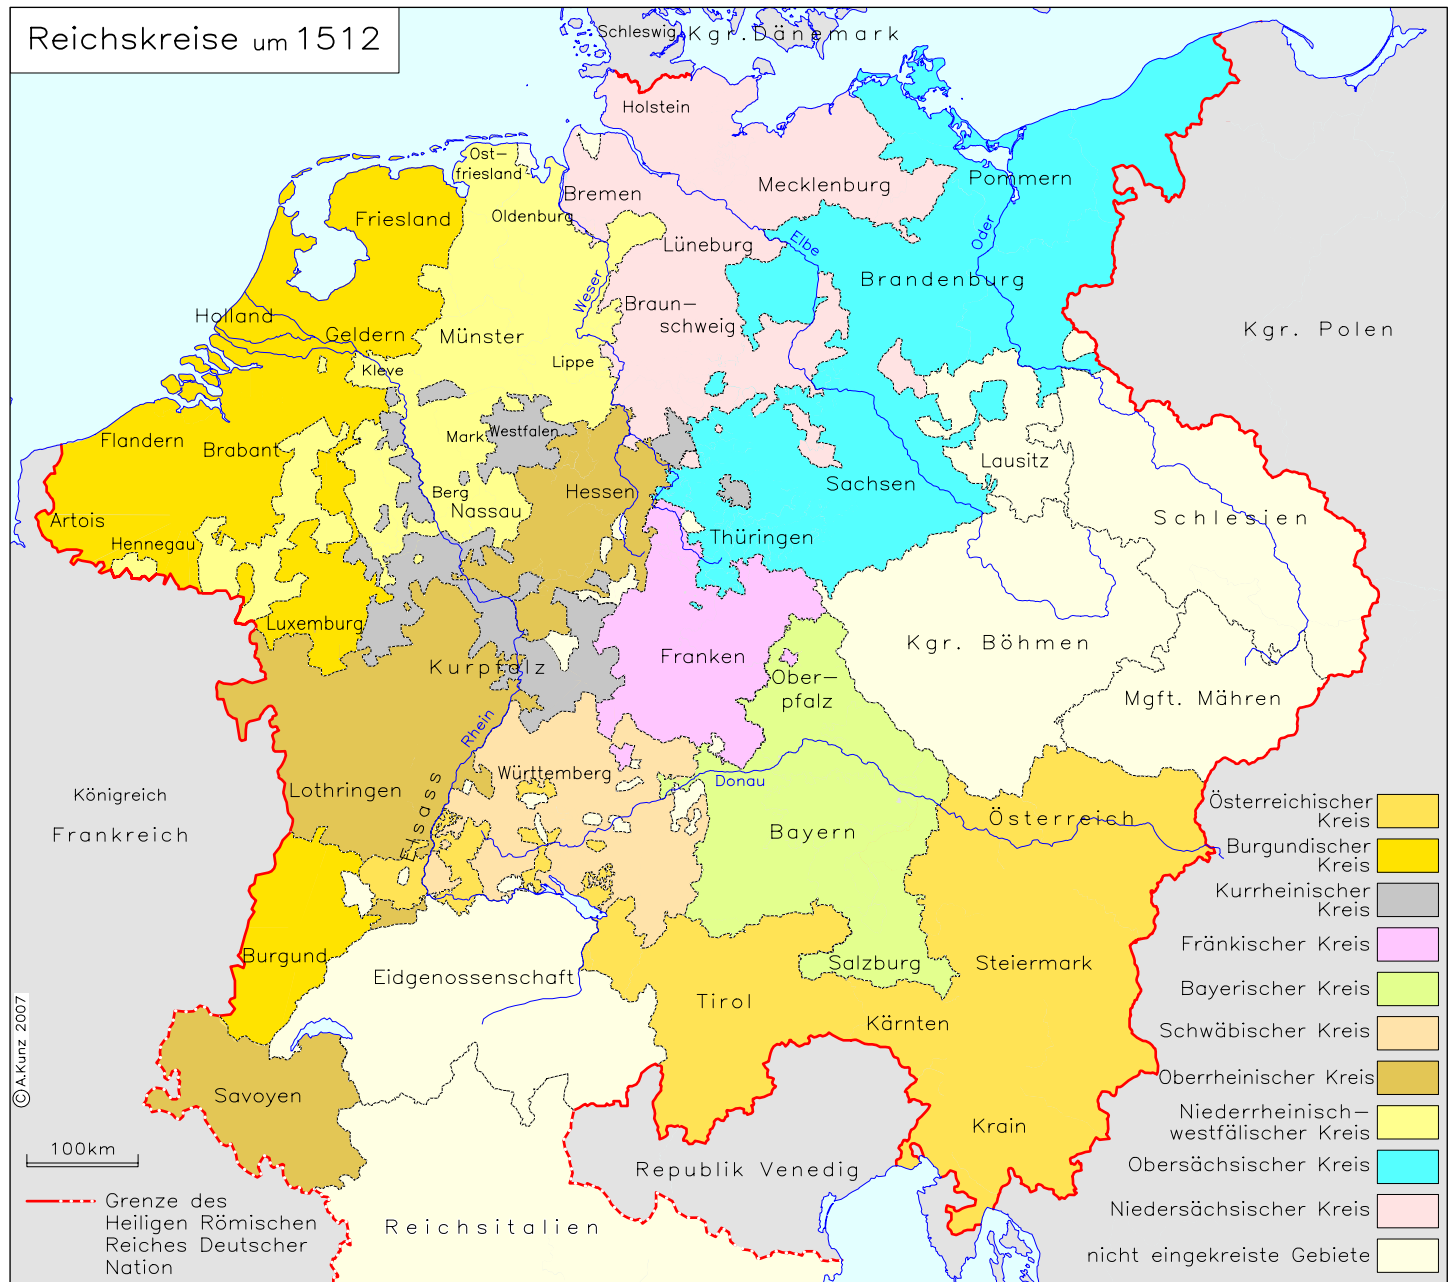 Reichskreise um 1512
Schleswig
Kgr. Dänemark
Holstein
Ost-
friesland
Mecklenburg
Pommern
Bremen
Friesland
Oldenburg
Oder
Elbe
Lüneburg
Brandenburg
Weser
Braun-
schweig
Holland
Geldern
Münster
Kgr. Polen
Lippe
Kleve
Flandern
Brabant
Mark
Westfalen
Lausitz
Sachsen
Berg
Hessen
Nassau
Artois
Schlesien
Hennegau
Thüringen
Luxemburg
Kgr. Böhmen
Franken
Kurpfalz
Ober-
pfalz
Mgft. Mähren
Rhein
Württemberg
Donau
Lothringen
Elsass
Königreich
Frankreich
Bayern
Österreich
Österreichischer
Kreis
Burgundischer
Kreis
Kurrheinischer
Kreis
Fränkischer Kreis
Burgund
Eidgenossenschaft
Salzburg
Steiermark
Bayerischer Kreis
Tirol
Kärnten
Schwäbischer Kreis
©A.Kunz 2007
Oberrheinischer Kreis
Savoyen
Niederrheinisch-
westfälischer Kreis
Krain
100km
Republik Venedig
Obersächsischer Kreis
Grenze des
Heiligen Römischen
Reiches Deutscher
Nation
Reichsitalien
Niedersächsischer Kreis
nicht eingekreiste Gebiete